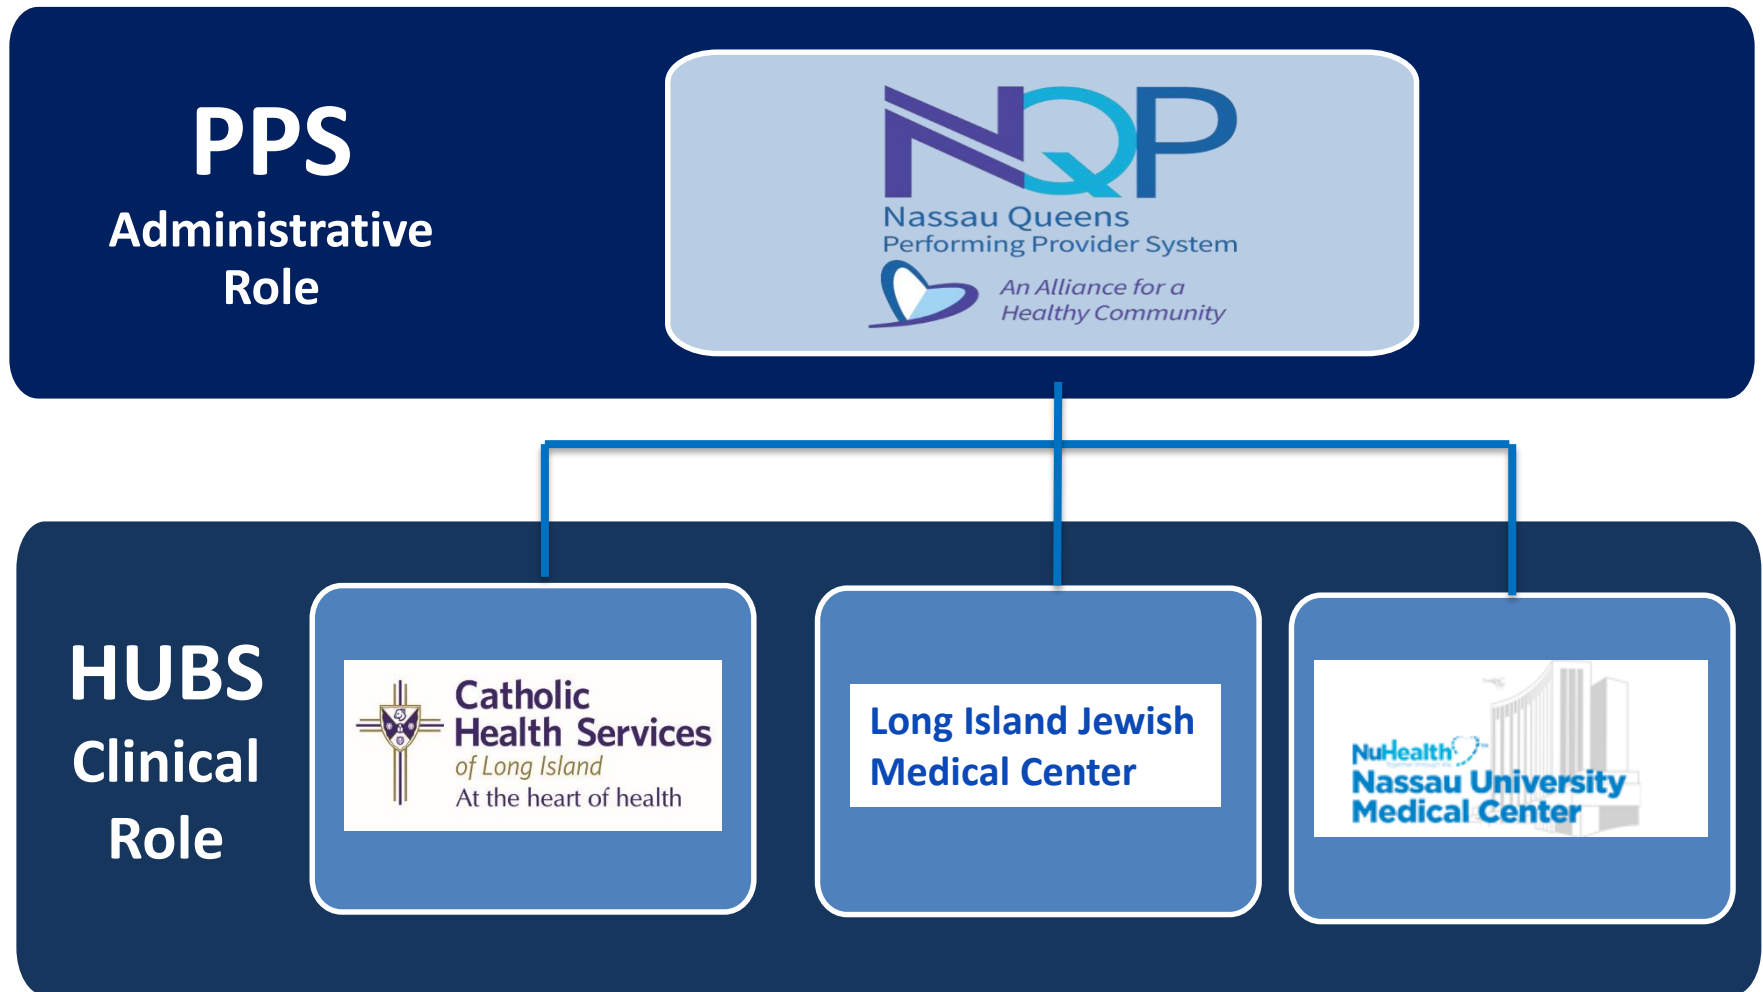 PPS
Administrative
Role
NQP
Nassau Queens
Performing Provider System
An Alliance for a
Healthy Community
HUBS
Clinical
Role
Catholic
Health Services
of Long Island
At the heart of health
Long Island Jewish
Medical Center
NuHealth
Nassau University
Medical Center